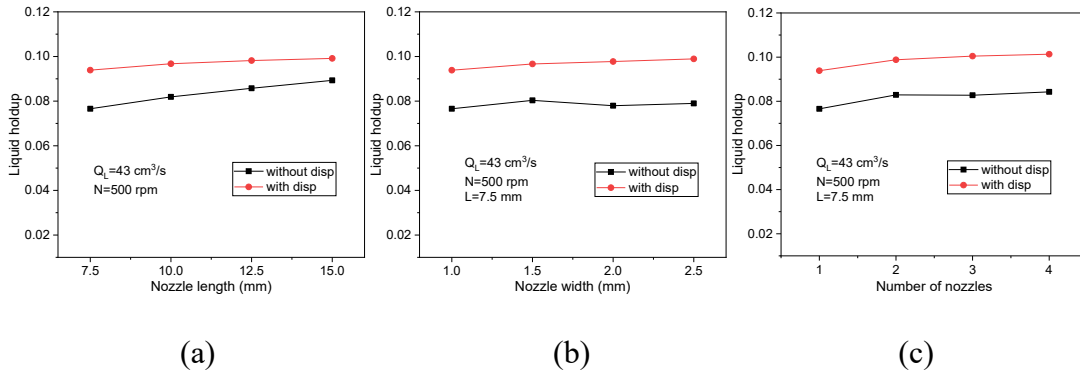 0.12
0.10
0.08
0.06
0.04
0.02
Liquid holdup
Q_L=43 cm³/s
N=500 rpm
without disp
with disp
7.5 10.0 12.5 15.0
Nozzle length (mm)
(a)
0.12
0.10
0.08
0.06
0.04
0.02
Liquid holdup
Q_L=43 cm³/s
N=500 rpm
L=7.5 mm
without disp
with disp
1.0 1.5 2.0 2.5
Nozzle width (mm)
(b)
0.12
0.10
0.08
0.06
0.04
0.02
Liquid holdup
Q_L=43 cm³/s
N=500 rpm
L=7.5 mm
without disp
with disp
1 2 3 4
Number of nozzles
(c)